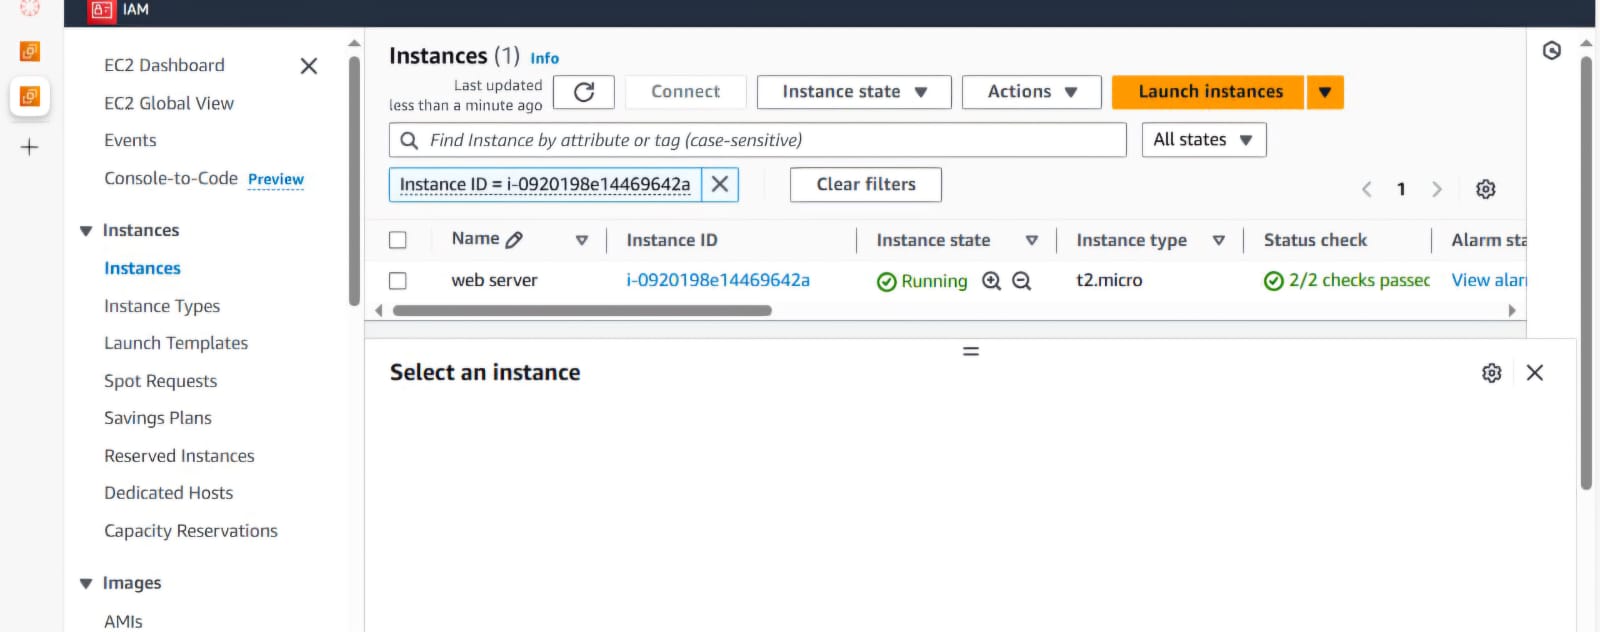 IAM
EC2 Dashboard
EC2 Global View
Events
Console-to-Code Preview
Instances
Instances
Instance Types
Launch Templates
Spot Requests
Savings Plans
Reserved Instances
Dedicated Hosts
Capacity Reservations
Images
AMIs
Instances (1) Info
Last updated
less than a minute ago
Connect
Instance state
Actions
Launch instances
Find Instance by attribute or tag (case-sensitive)
All states
Instance ID = i-0920198e14469642a
Clear filters
1
Name Instance ID Instance state Instance type Status check Alarm sta
web server i-0920198e14469642a Running t2.micro 2/2 checks passec View alar
Select an instance